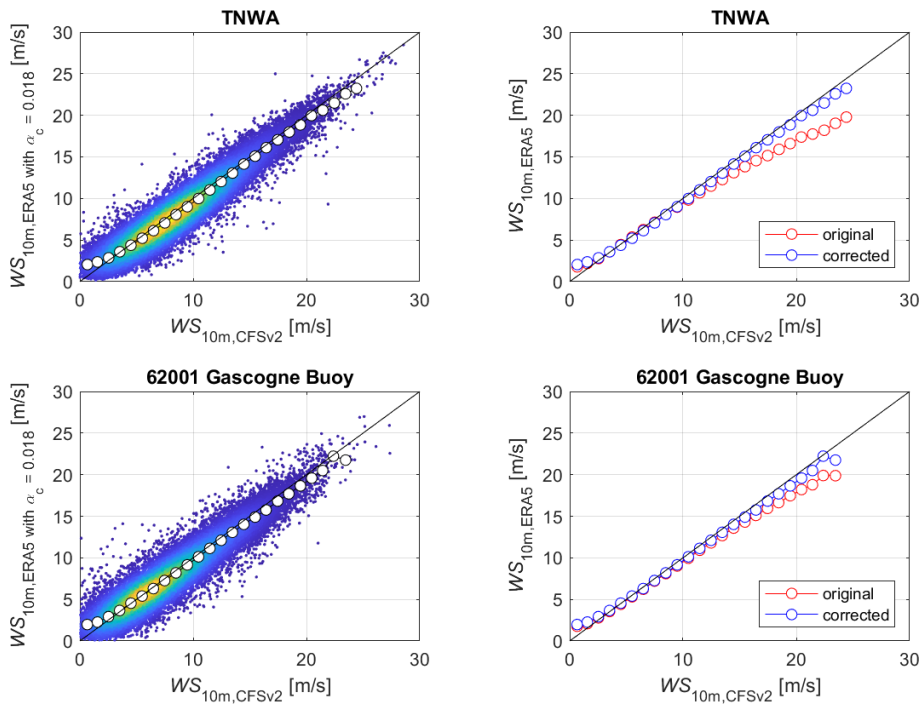 TNWA
WS10m,ERA5 with αc = 0.018 [m/s]
30
25
20
15
10
5
0
0 10 20 30
WS10m,CFSv2 [m/s]
TNWA
WS10m,ERA5 [m/s]
30
25
20
15
10
5
0
original
corrected
0 10 20 30
WS10m,CFSv2 [m/s]
62001 Gascogne Buoy
WS10m,ERA5 with αc = 0.018 [m/s]
30
25
20
15
10
5
0
0 10 20 30
WS10m,CFSv2 [m/s]
62001 Gascogne Buoy
WS10m,ERA5 [m/s]
30
25
20
15
10
5
0
original
corrected
0 10 20 30
WS10m,CFSv2 [m/s]